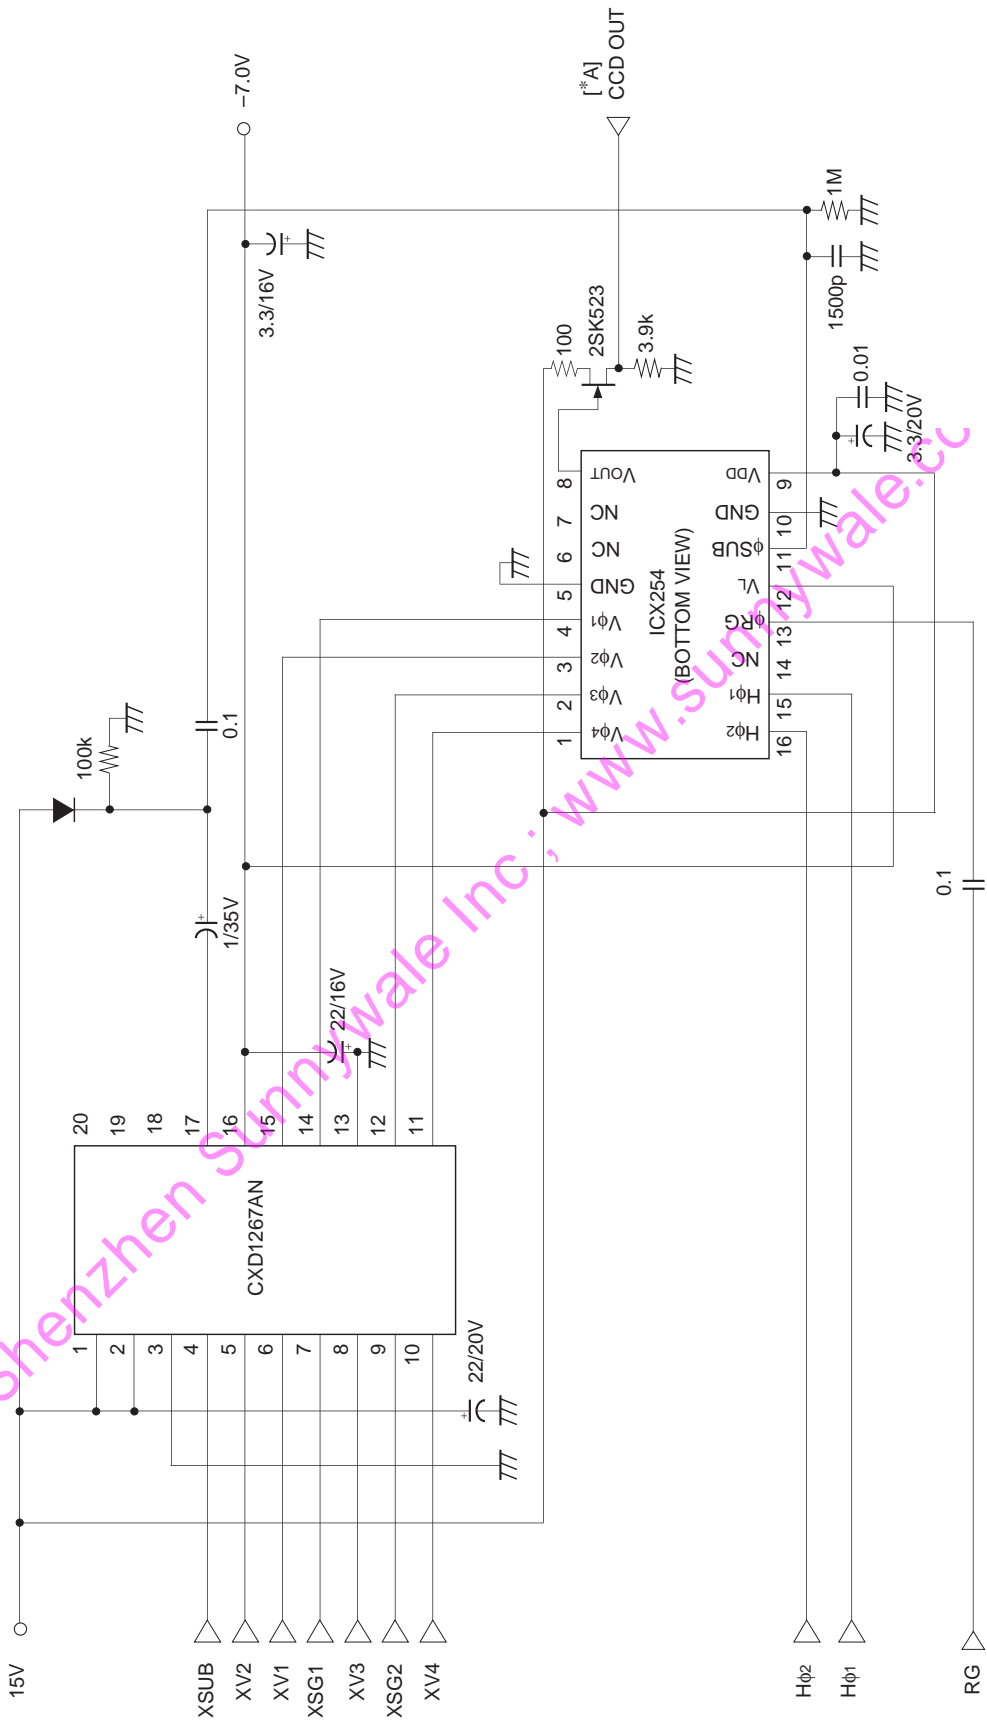 15V
XSUB
XV2
XV1
XSG1
XV3
XSG2
XV4
Hϕ2
Hϕ1
RG
22/20V
1
2
3
4
5
6
7
8
9
10
CXD1267AN
20
19
18
17
16
15
14
13
12
11
22/16V
+
1/35V
+
100k
0.1
0.1
1
2
3
4
5
6
7
8
Vϕ4
Vϕ3
Vϕ2
Vϕ1
GND
NC
NC
VOUT
ICX254
(BOTTOM VIEW)
Hϕ2
Hϕ1
NC
ϕRG
VL
ϕSUB
GND
VDD
16
15
14
13
12
11
10
9
100
2SK523
3.9k
3.3/20V
+
0.01
1500p
1M
3.3/16V
+
–7.0V
[*A]
CCD OUT
+
Shenzhen Sunnywale Inc ; www.sunnywale.co